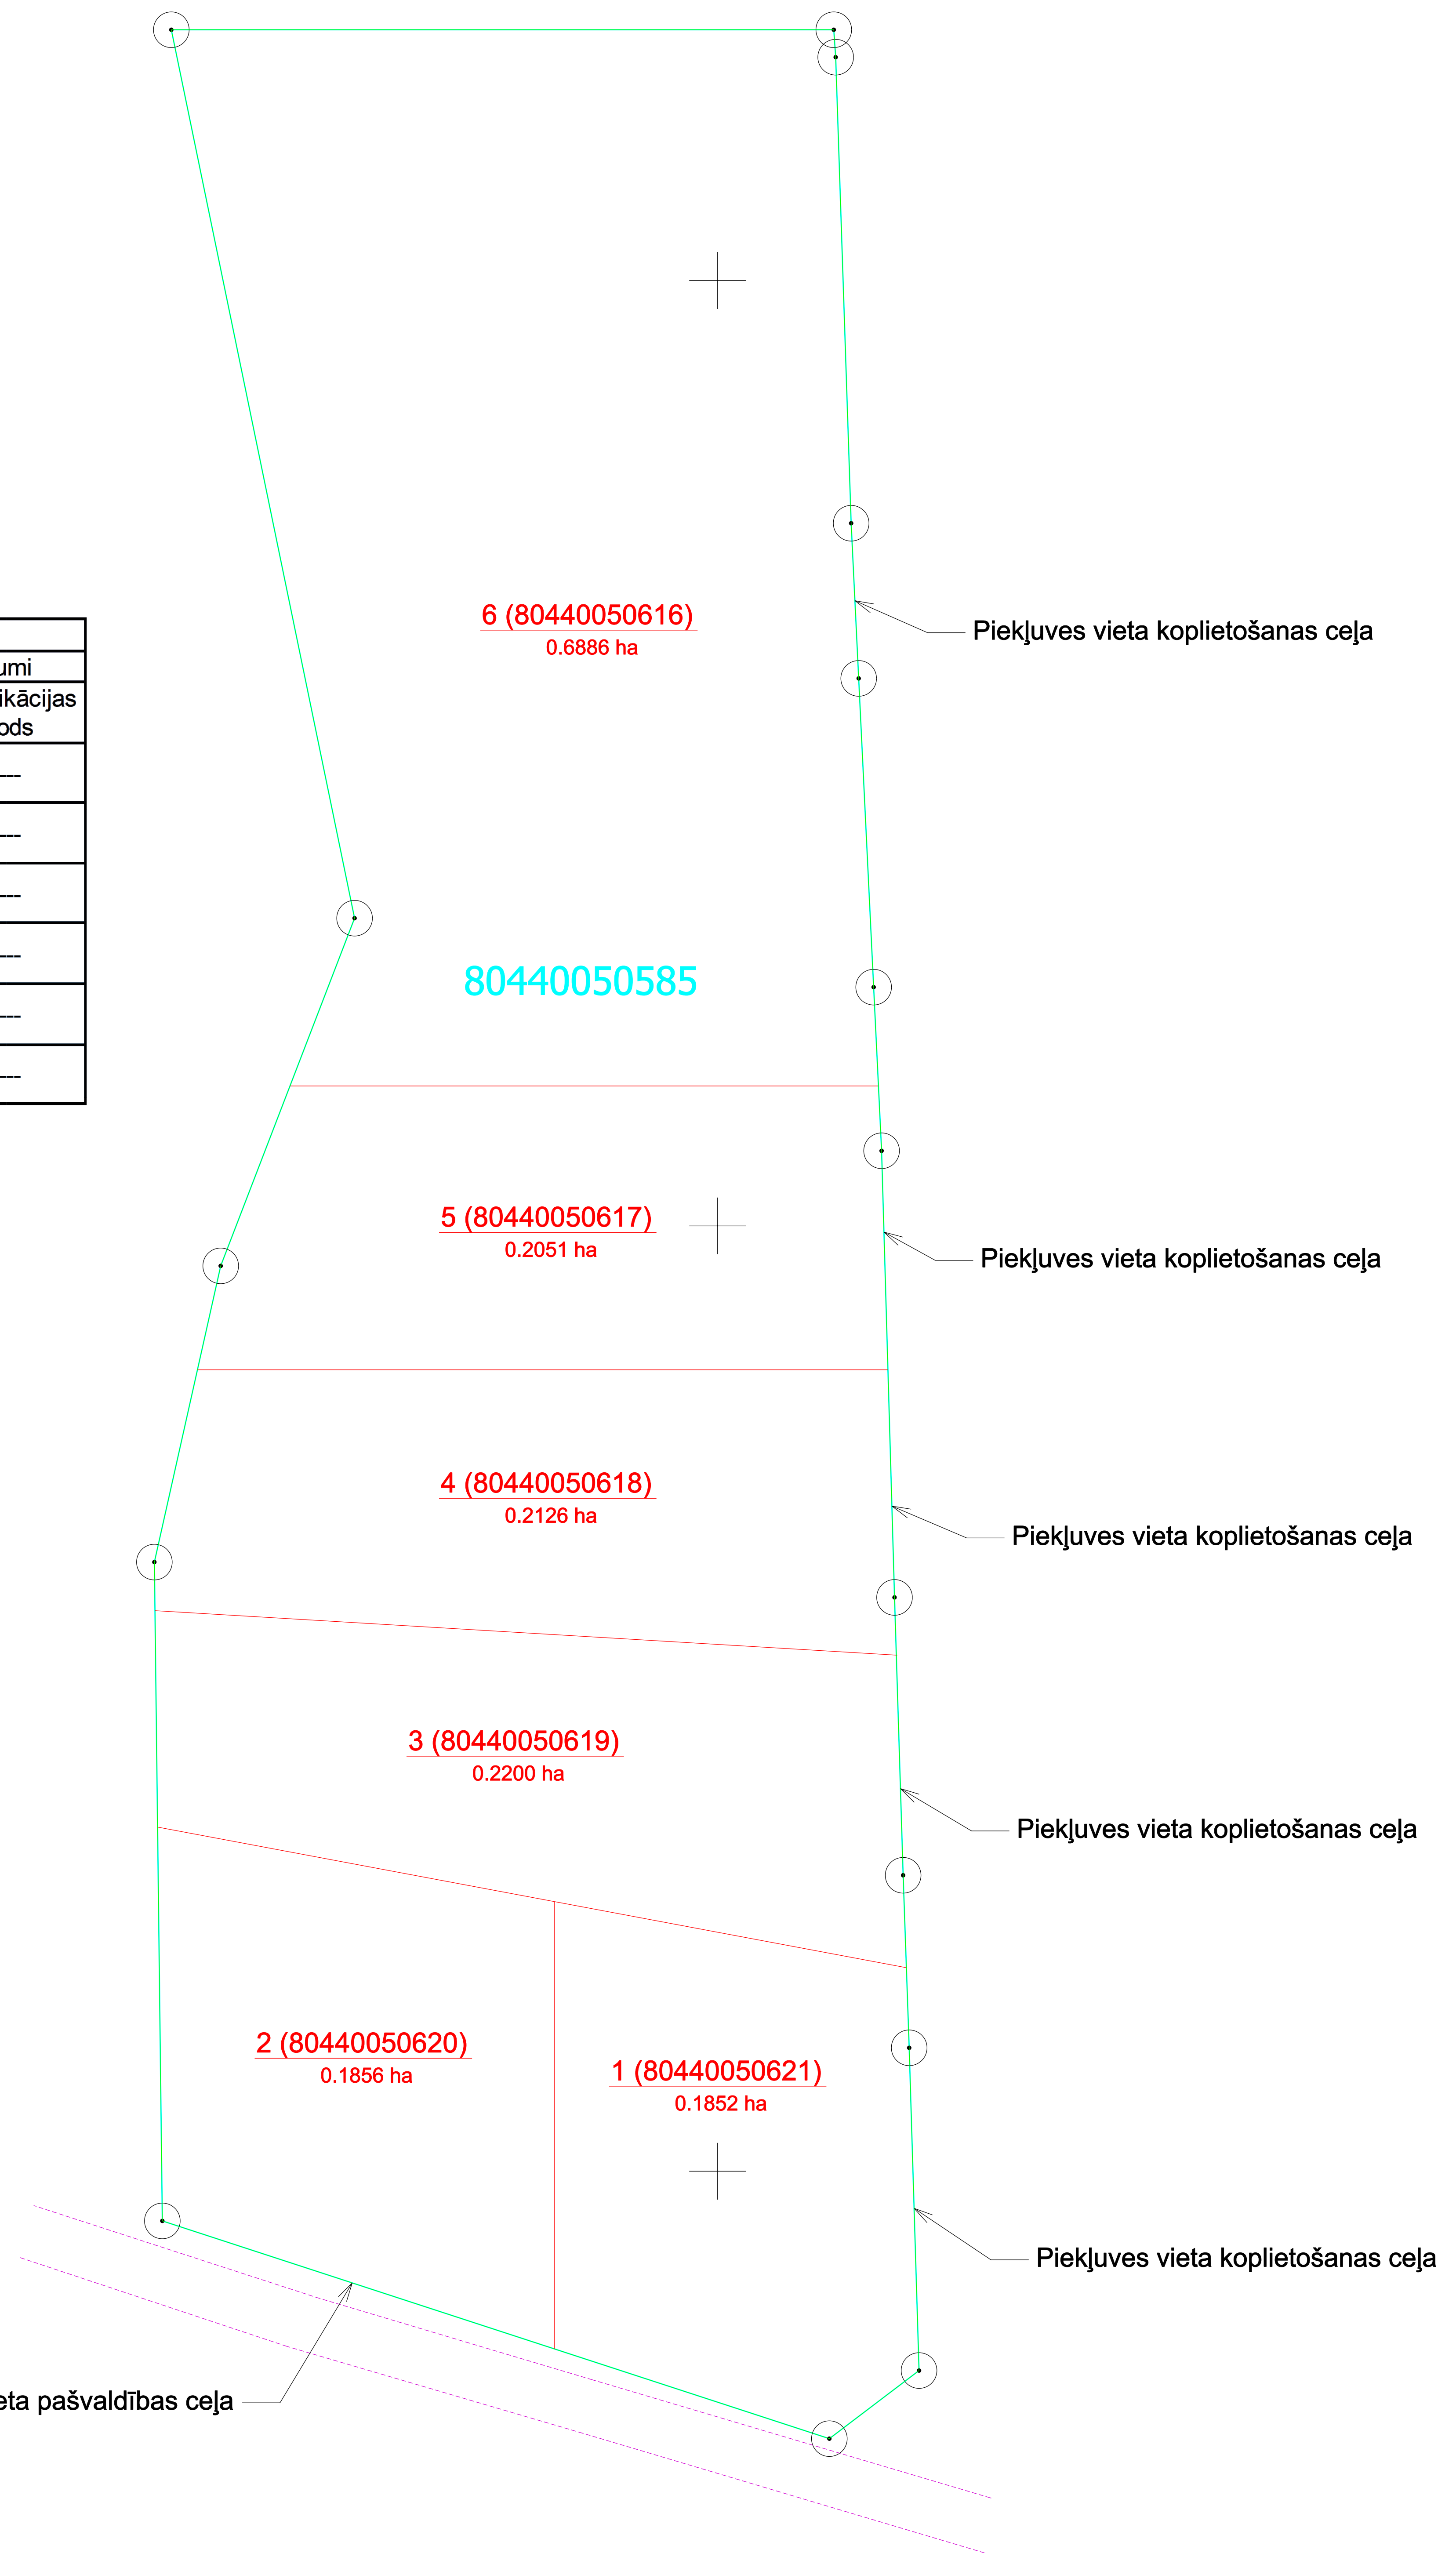 6 (80440050616)
0.6886 ha
Piekļuves vieta koplietošanas ceļa
umi
ikācijas
ods
---
---
---
---
---
---
80440050585
5 (80440050617)
0.2051 ha
Piekļuves vieta koplietošanas ceļa
4 (80440050618)
0.2126 ha
Piekļuves vieta koplietošanas ceļa
3 (80440050619)
0.2200 ha
Piekļuves vieta koplietošanas ceļa
2 (80440050620)
0.1856 ha
1 (80440050621)
0.1852 ha
Piekļuves vieta koplietošanas ceļa
eta pašvaldības ceļa